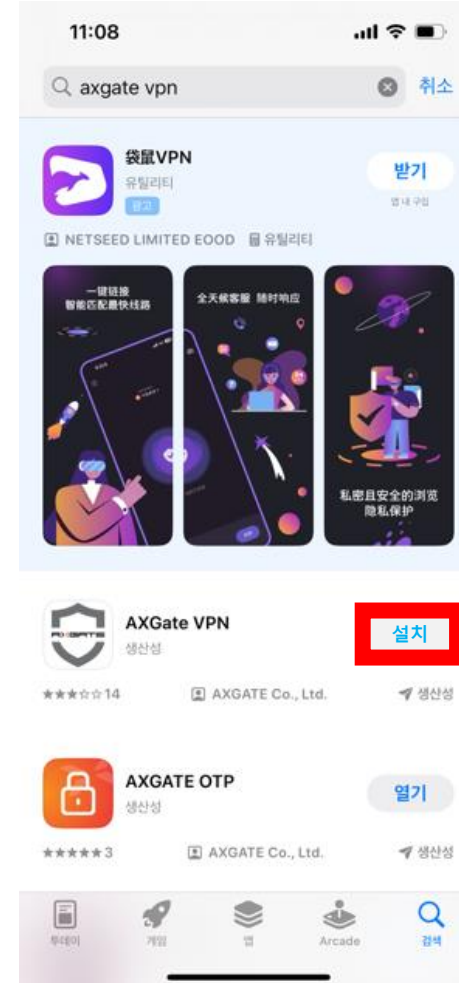 11:08
axgate vpn
취소
袋鼠VPN
유틸리티
광고
받기
앱 내 구입
NETSEED LIMITED EOOD 유틸리티
一键链接
智能匹配最快线路
全天候客服 随时响应
私密且安全的浏览
隐私保护
AXGATE
AXGate VPN
생산성
설치
★★★☆☆14 AXGATE Co., Ltd. 생산성
AXGATE OTP
생산성
열기
★★★★★3 AXGATE Co., Ltd. 생산성
투데이 게임 앱 Arcade 검색